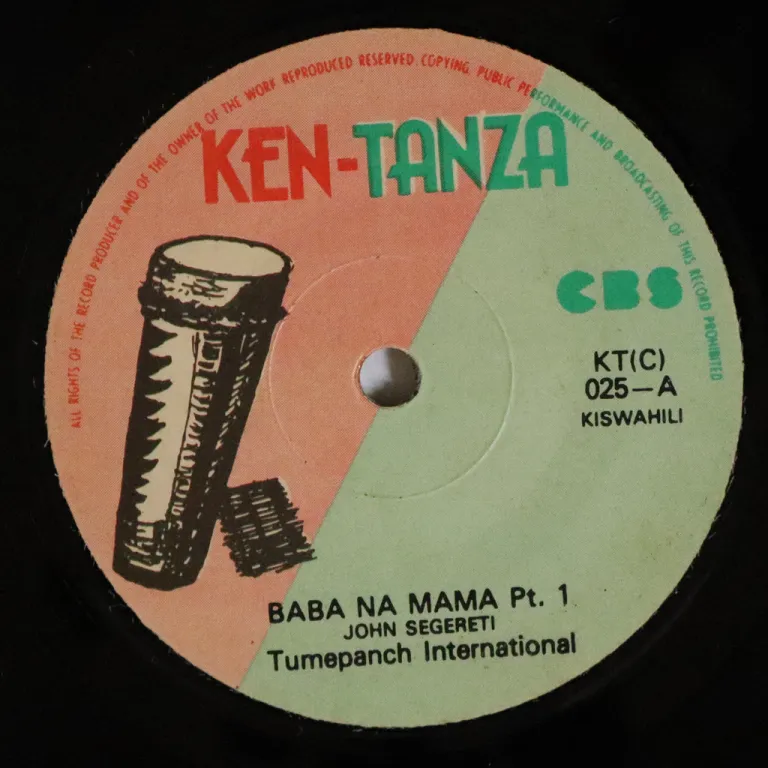 ALL RIGHTS OF THE RECORD PRODUCER AND OF THE OWNER OF THE WORK REPRODUCED RESERVED. COPYING, PUBLIC PERFORMANCE AND BROADCASTING OF THIS RECORD PROHIBITED
KEN-TANZA
CBS
KT(C)
025—A
KISWAHILI
BABA NA MAMA Pt. 1
JOHN SEGERETI
Tumepanch International